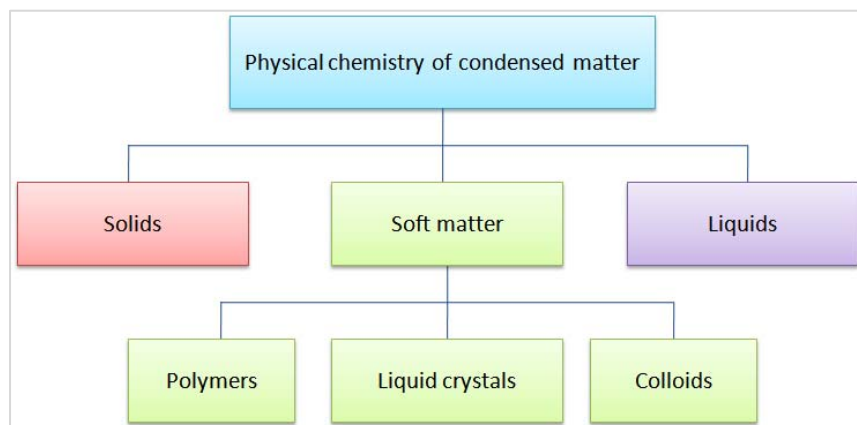 Physical chemistry of condensed matter
Solids
Soft matter
Liquids
Polymers
Liquid crystals
Colloids